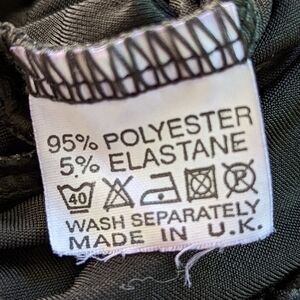 95% POLYESTER
5% ELASTANE
40 P
WASH SEPARATELY
MADE IN U.K.